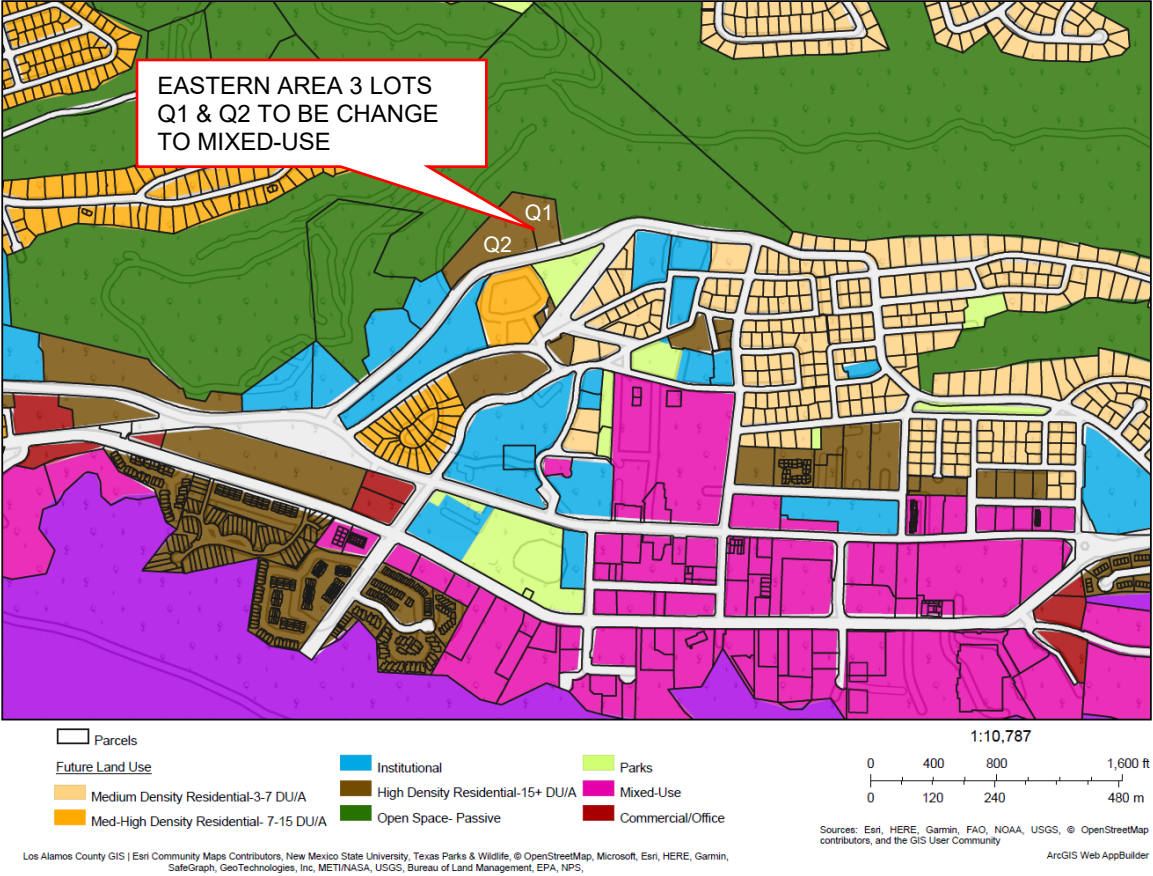 EASTERN AREA 3 LOTS
Q1 & Q2 TO BE CHANGE
TO MIXED-USE
Q1
Q2
Parcels
Future Land Use
Medium Density Residential-3-7 DU/A
Med-High Density Residential- 7-15 DU/A
Institutional
High Density Residential-15+ DU/A
Open Space- Passive
Parks
Mixed-Use
Commercial/Office
1:10,787
0 400 800 1,600 ft
0 120 240 480 m
Sources: Esri, HERE, Garmin, FAO, NOAA, USGS, © OpenStreetMap
contributors, and the GIS User Community
ArcGIS Web AppBuilder
Los Alamos County GIS | Esri Community Maps Contributors, New Mexico State University, Texas Parks & Wildlife, © OpenStreetMap, Microsoft, Esri, HERE, Garmin,
SafeGraph, GeoTechnologies, Inc, METI/NASA, USGS, Bureau of Land Management, EPA, NPS,